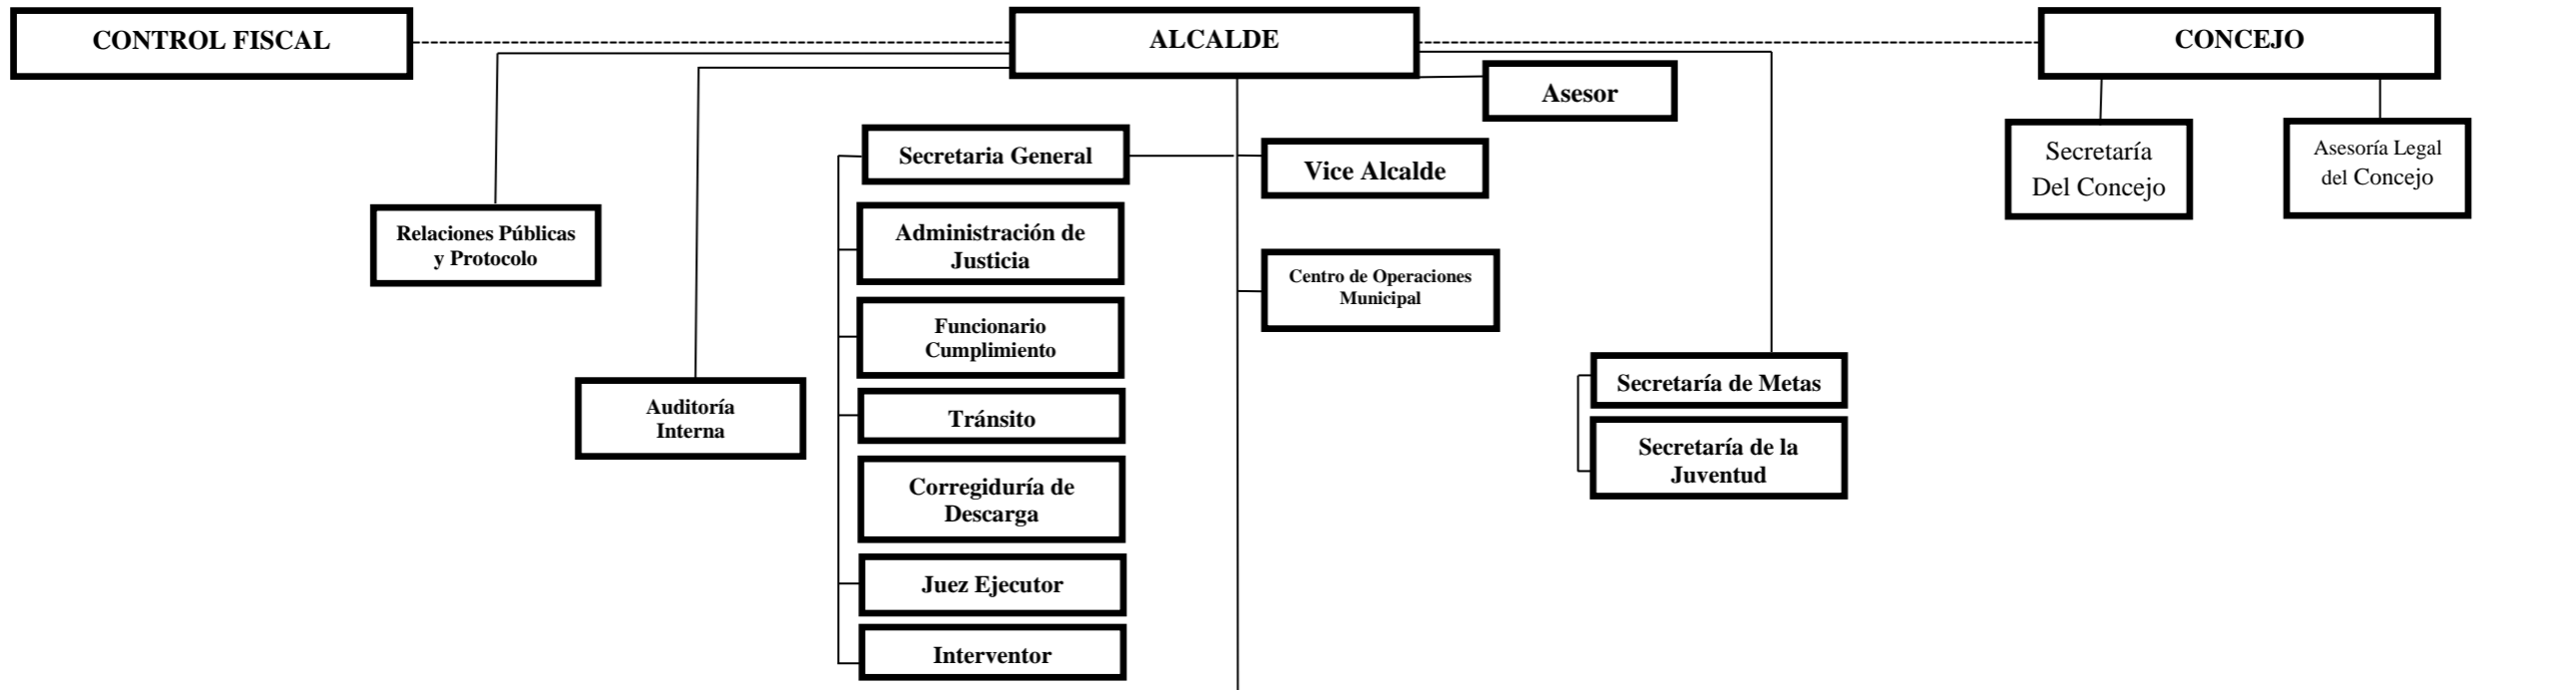 CONTROL FISCAL
ALCALDE
CONCEJO
Asesor
Secretaria General
Vice Alcalde
Secretaría
Del Concejo
Asesoría Legal
del Concejo
Relaciones Públicas
y Protocolo
Administración de
Justicia
Centro de Operaciones
Municipal
Funcionario
Cumplimiento
Auditoría
Interna
Tránsito
Secretaría de Metas
Secretaría de la
Juventud
Corregiduría de
Descarga
Juez Ejecutor
Interventor